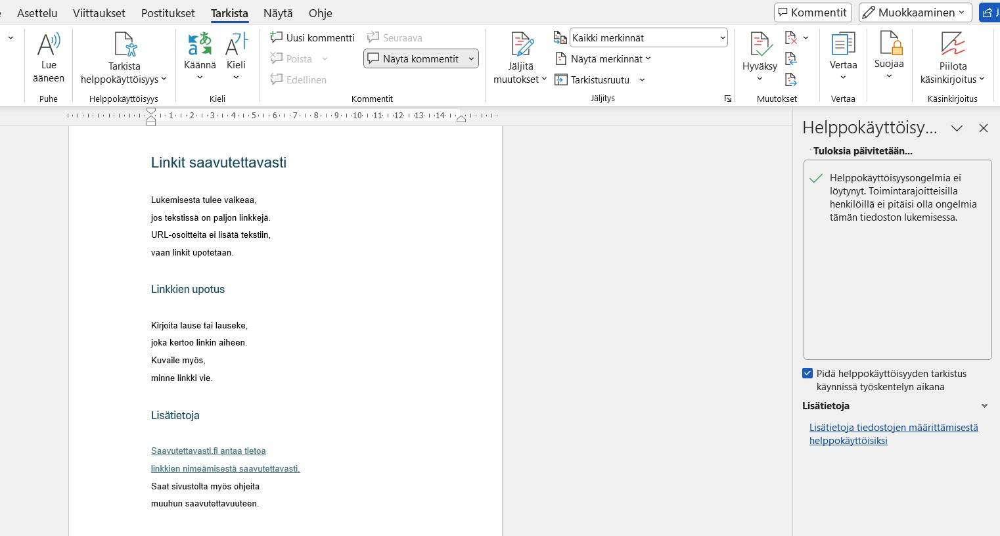 Asettelu Viittaukset Postitukset Tarkista Näytä Ohje Kommentit Muokkaaminen
Lue ääneen
Puhe
Tarkista helppokäyttöisyys
Helppokäyttöisyys
Käännä
Kieli
Kieli
Uusi kommentti
Poista
Edellinen
Seuraava
Näytä kommentit
Kommentit
Jäljitä muutokset
Kaikki merkinnät
Näytä merkinnät
Tarkistusruutu
Jäljitys
Hyväksy
Muutokset
Vertaa
Vertaa
Suojaa
Piilota käsinkirjoitus
Käsinkirjoitus
1 2 3 4 5 6 7 8 9 10 11 12 13 14
Linkit saavutettavasti
Lukemisesta tulee vaikeaa,
jos tekstissä on paljon linkkejä.
URL-osoitteita ei lisätä tekstiin,
vaan linkit upotetaan.
Linkkien upotus
Kirjoita lause tai lauseke,
joka kertoo linkin aiheen.
Kuvaile myös,
minne linkki vie.
Lisätietoja
Saavutettavasti.fi antaa tietoa
linkkien nimeämisestä saavutettavasti.
Saat sivustolta myös ohjeita
muuhun saavutettavuuteen.
Helppokäyttöisy...
Tuloksia päivitetään...
Helppokäyttöisyysongelmia ei
löytynyt. Toimintarajoitteisilla
henkilöillä ei pitäisi olla ongelmia
tämän tiedoston lukemisessa.
Pidä helppokäyttöisyyden tarkistus
käynnissä työskentelyn aikana
Lisätietoja
Lisätietoja tiedostojen määrittämisestä
helppokäyttöisiksi